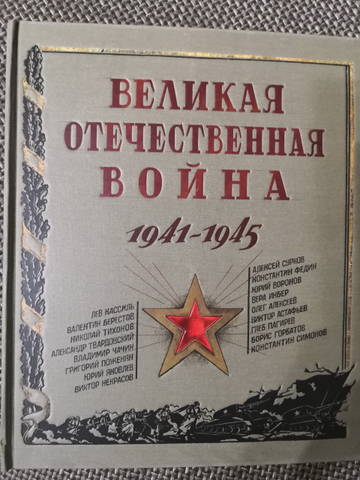 ВЕЛИКАЯ
ОТЕЧЕСТВЕННАЯ
ВОЙНА
1941-1945
ЛЕВ КАССИЛЬ
ВАЛЕНТИН БЕРЕСТОВ
НИКОЛАЙ ТИХОНОВ
АЛЕКСАНДР ТВАРДОВСКИЙ
ВЛАДИМИР ЧАЧИН
ГРИГОРИЙ ПОЖЕНЯН
ЮРИЙ ЯКОВЛЕВ
ВИКТОР НЕКРАСОВ
АЛЕКСЕЙ СУРКОВ
КОНСТАНТИН ФЕДИН
ЮРИЙ ВОРОНОВ
ВЕРА ИНБЕР
ОЛЕГ АЛЕКСЕЕВ
ВИКТОР АСТАФЬЕВ
ГЛЕБ ПАГИРЕВ
БОРИС ГОРБАТОВ
КОНСТАНТИН СИМОНОВ